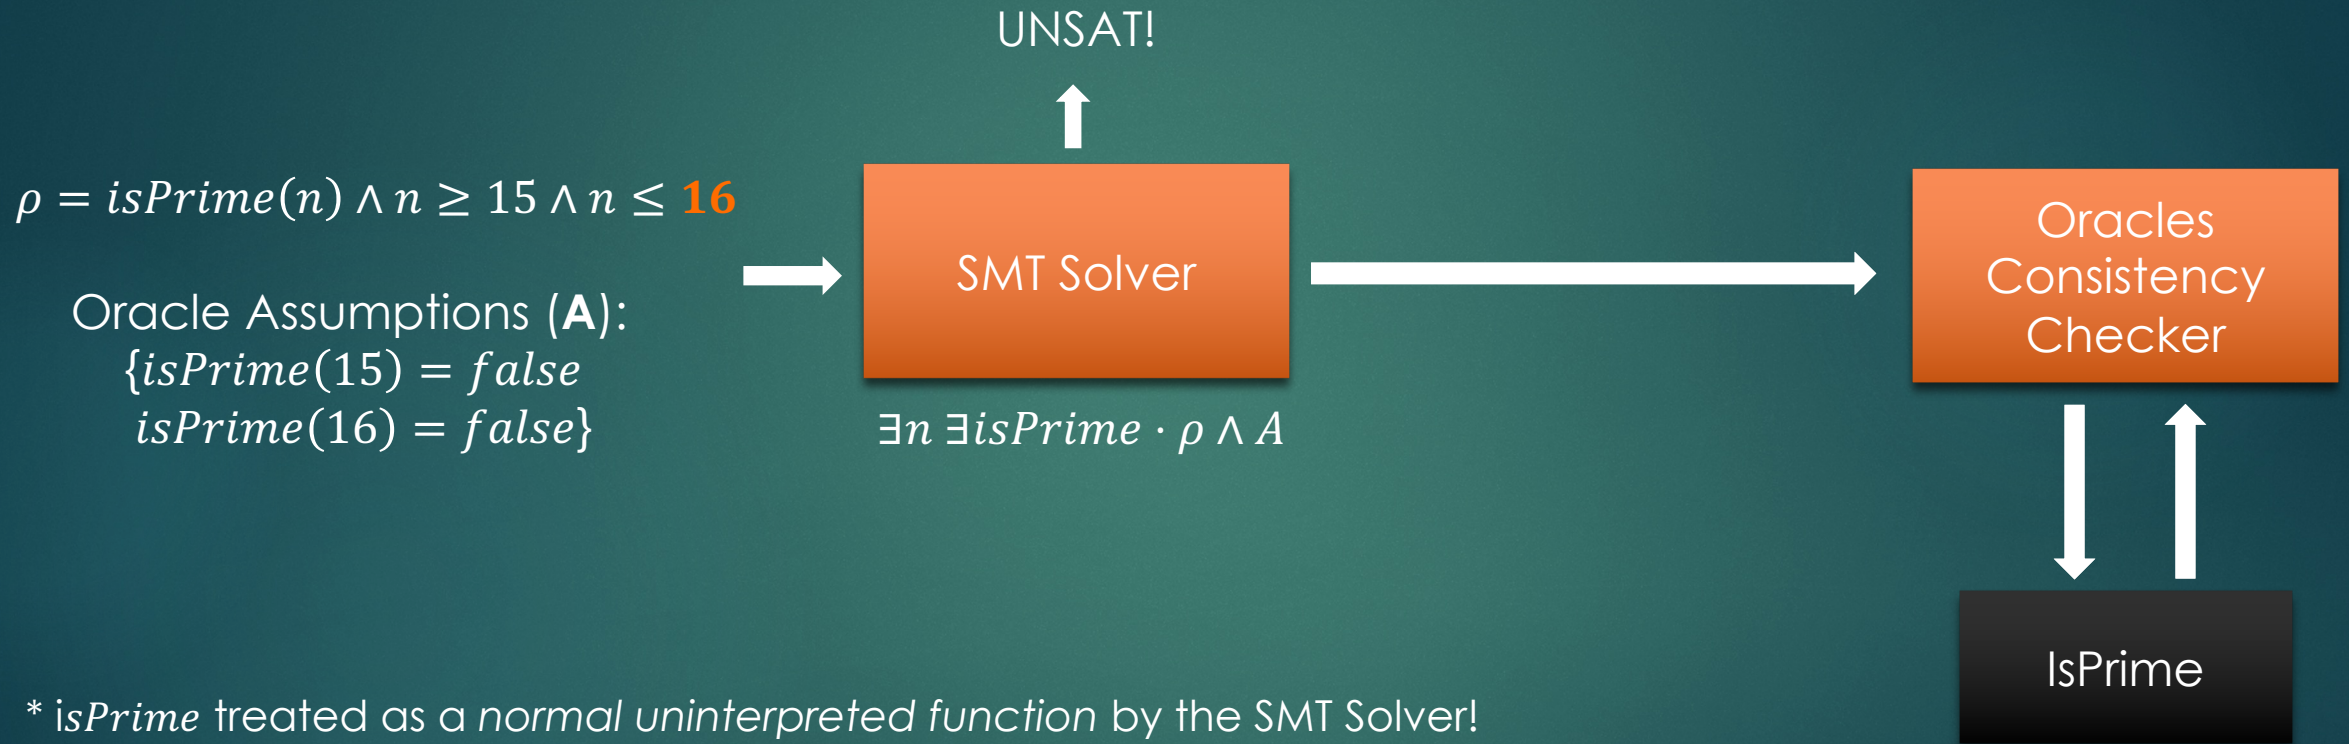 UNSAT!
ρ = isPrime(n) ∧ n ≥ 15 ∧ n ≤ 16
Oracle Assumptions (A):
{isPrime(15) = false
isPrime(16) = false}
SMT Solver
∃n ∃isPrime · ρ ∧ A
Oracles
Consistency
Checker
IsPrime
* isPrime treated as a normal uninterpreted function by the SMT Solver!